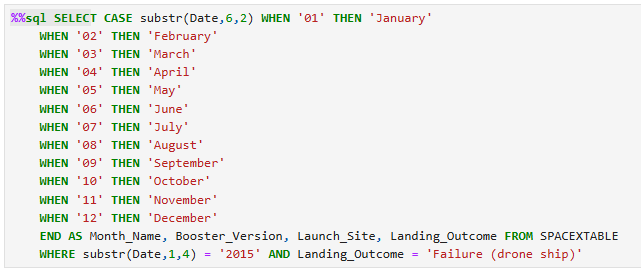 %%sql SELECT CASE substr(Date,6,2) WHEN '01' THEN 'January'
WHEN '02' THEN 'February'
WHEN '03' THEN 'March'
WHEN '04' THEN 'April'
WHEN '05' THEN 'May'
WHEN '06' THEN 'June'
WHEN '07' THEN 'July'
WHEN '08' THEN 'August'
WHEN '09' THEN 'September'
WHEN '10' THEN 'October'
WHEN '11' THEN 'November'
WHEN '12' THEN 'December'
END AS Month_Name, Booster_Version, Launch_Site, Landing_Outcome FROM SPACEXTABLE
WHERE substr(Date,1,4) = '2015' AND Landing_Outcome = 'Failure (drone ship)'